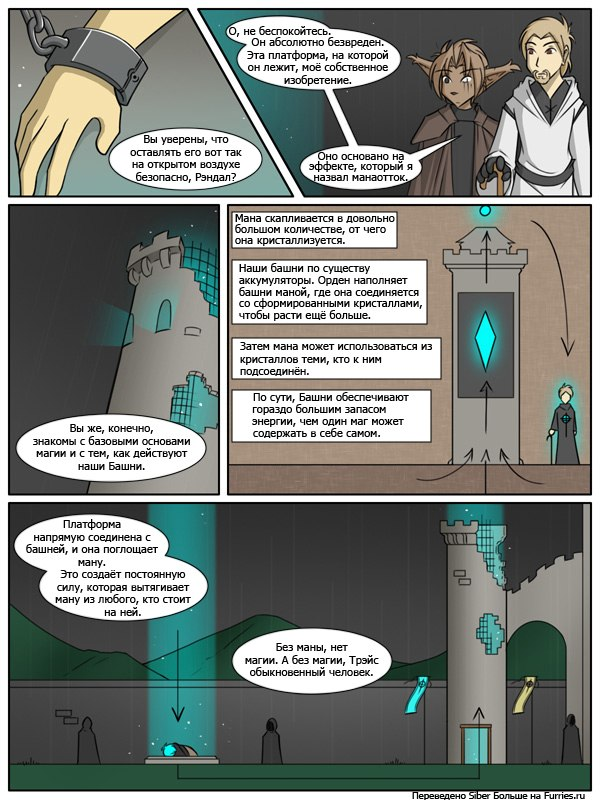 Вы уверены, что
оставлять его вот так
на открытом воздухе
безопасно, Рэндал?
О, не беспокойтесь.
Он абсолютно безвреден.
Эта платформа, на которой
он лежит, моё собственное
изобретение.
Оно основано на
эффекте, который я
назвал манаотток.
Вы же, конечно,
знакомы с базовыми основами
магии и с тем, как действуют
наши Башни.
Мана скапливается в довольно
большом количестве, от чего
она кристаллизуется.
Наши башни по существу
аккумуляторы. Орден наполняет
башни маной, где она соединяется
со сформированными кристаллами,
чтобы расти ещё больше.
Затем мана может использоваться из
кристаллов теми, кто к ним
подсоединён.
По сути, Башни обеспечивают
гораздо большим запасом
энергии, чем один маг может
содержать в себе самом.
Платформа
напрямую соединена с
башней, и она поглощает
ману.
Это создаёт постоянную
силу, которая вытягивает
ману из любого, кто стоит
на ней.
Без маны, нет
магии. А без магии, Трэйс
обыкновенный человек.
Переведено Siber Больше на Furries.ru